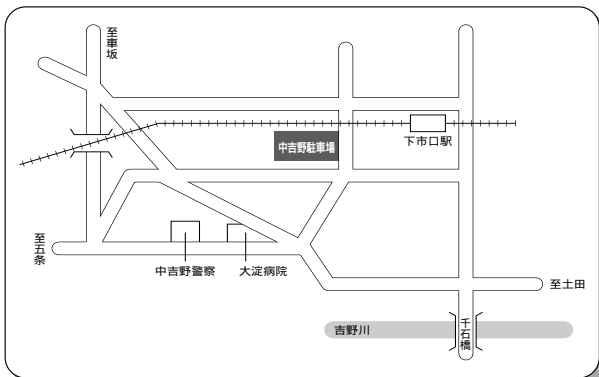 至車坂
中吉野駐車場
下市口駅
至五条
中吉野警察
大淀病院
至土田
吉野川
千石橋